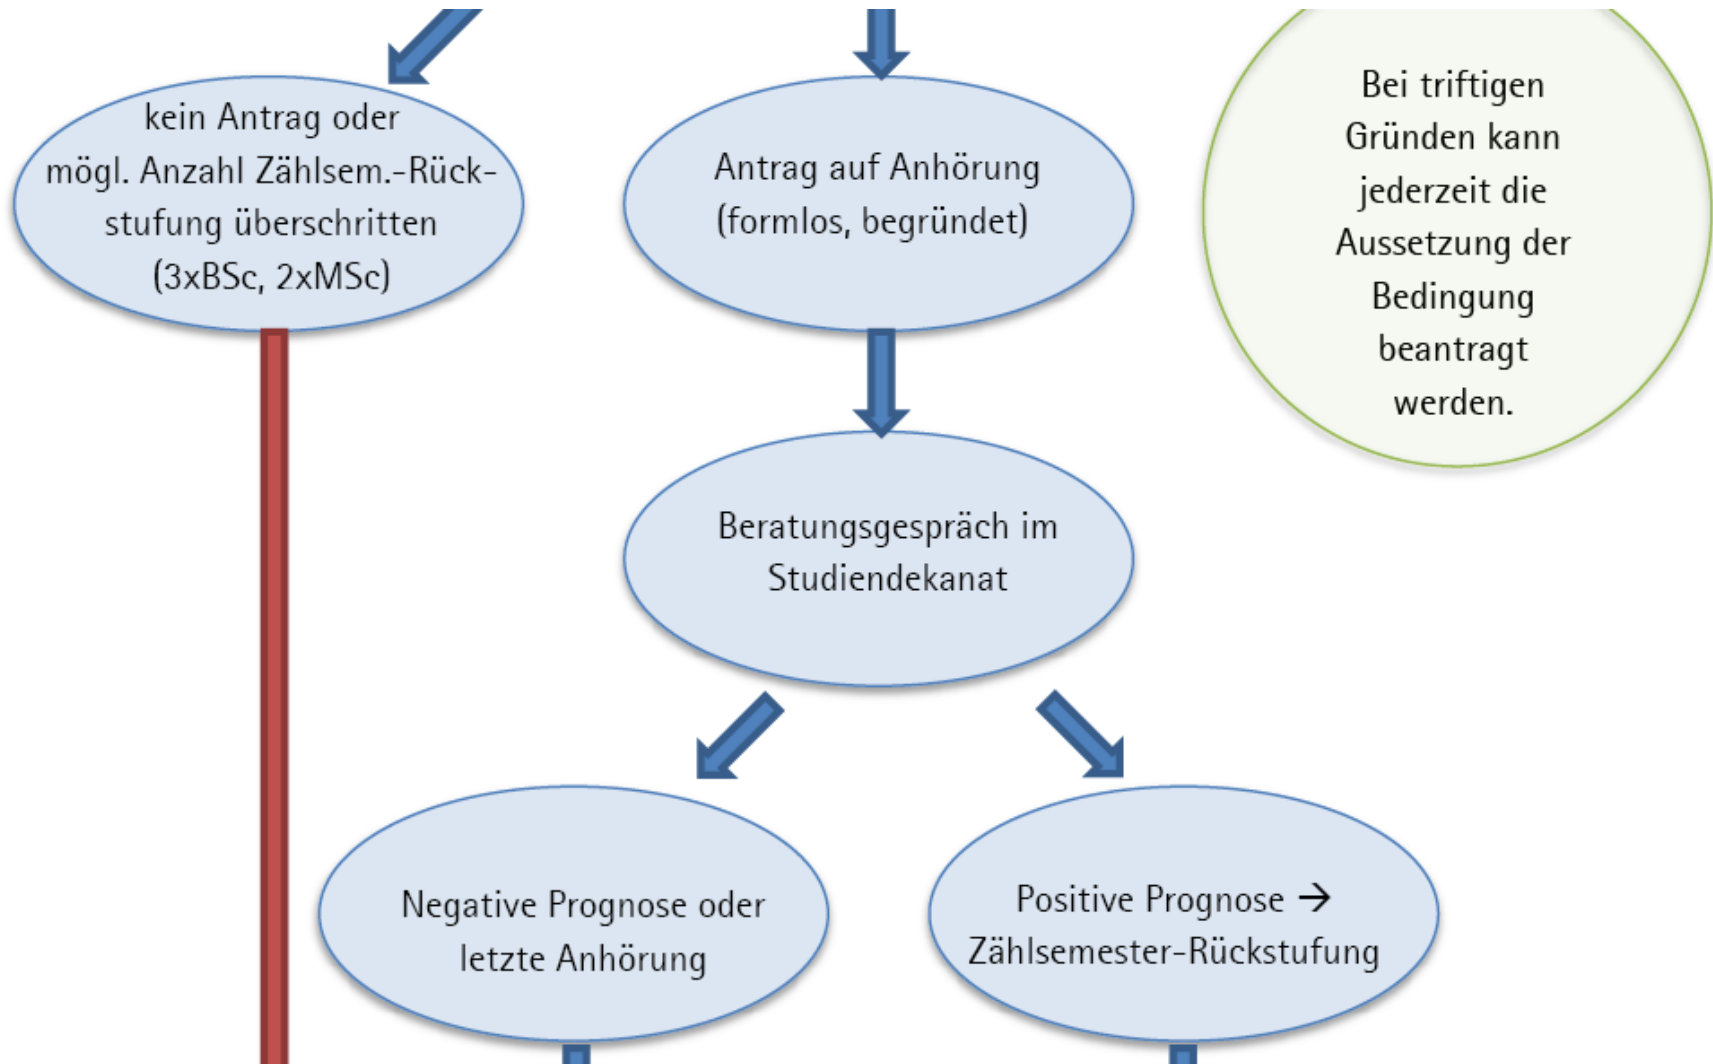 kein Antrag oder
mögl. Anzahl Zählsem.-Rück-
stufung überschritten
(3xBSc, 2xMSc)
Antrag auf Anhörung
(formlos, begründet)
Bei triftigen
Gründen kann
jederzeit die
Aussetzung der
Bedingung
beantragt
werden.
Beratungsgespräch im
Studiendekanat
Negative Prognose oder
letzte Anhörung
Positive Prognose →
Zählsemester-Rückstufung